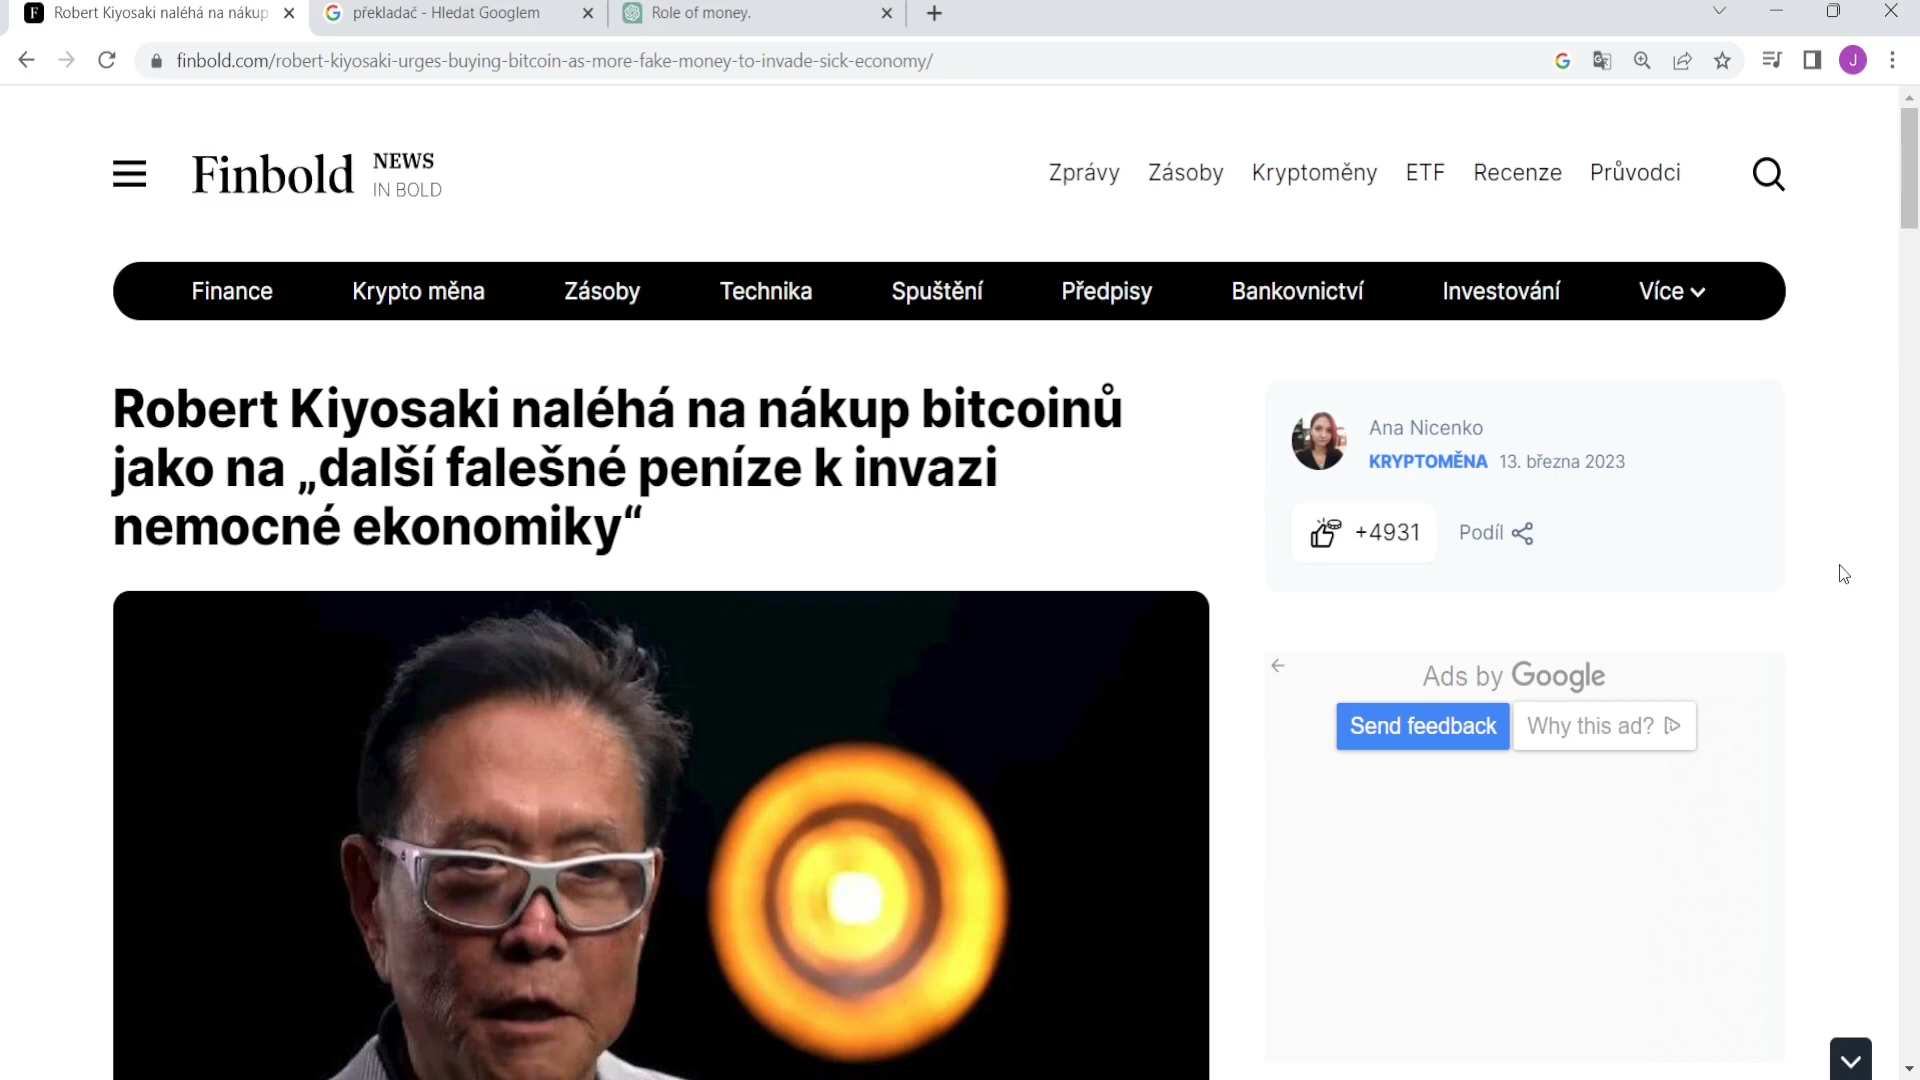 Robert Kiyosaki naléhá na nákup
překladač - Hledat Googlem
Role of money.
finbold.com/robert-kiyosaki-urges-buying-bitcoin-as-more-fake-money-to-invade-sick-economy/
J
Finbold NEWS
IN BOLD
Zprávy Zásoby Kryptoměny ETF Recenze Průvodci
Finance Krypto měna Zásoby Technika Spuštění Předpisy Bankovnictví Investování Více
Robert Kiyosaki naléhá na nákup bitcoinů
jako na „další falešné peníze k invazi
nemocné ekonomiky“
Ana Nicenko
KRYPTOMĚNA 13. března 2023
+4931 Podíl
Ads by Google
Send feedback Why this ad?